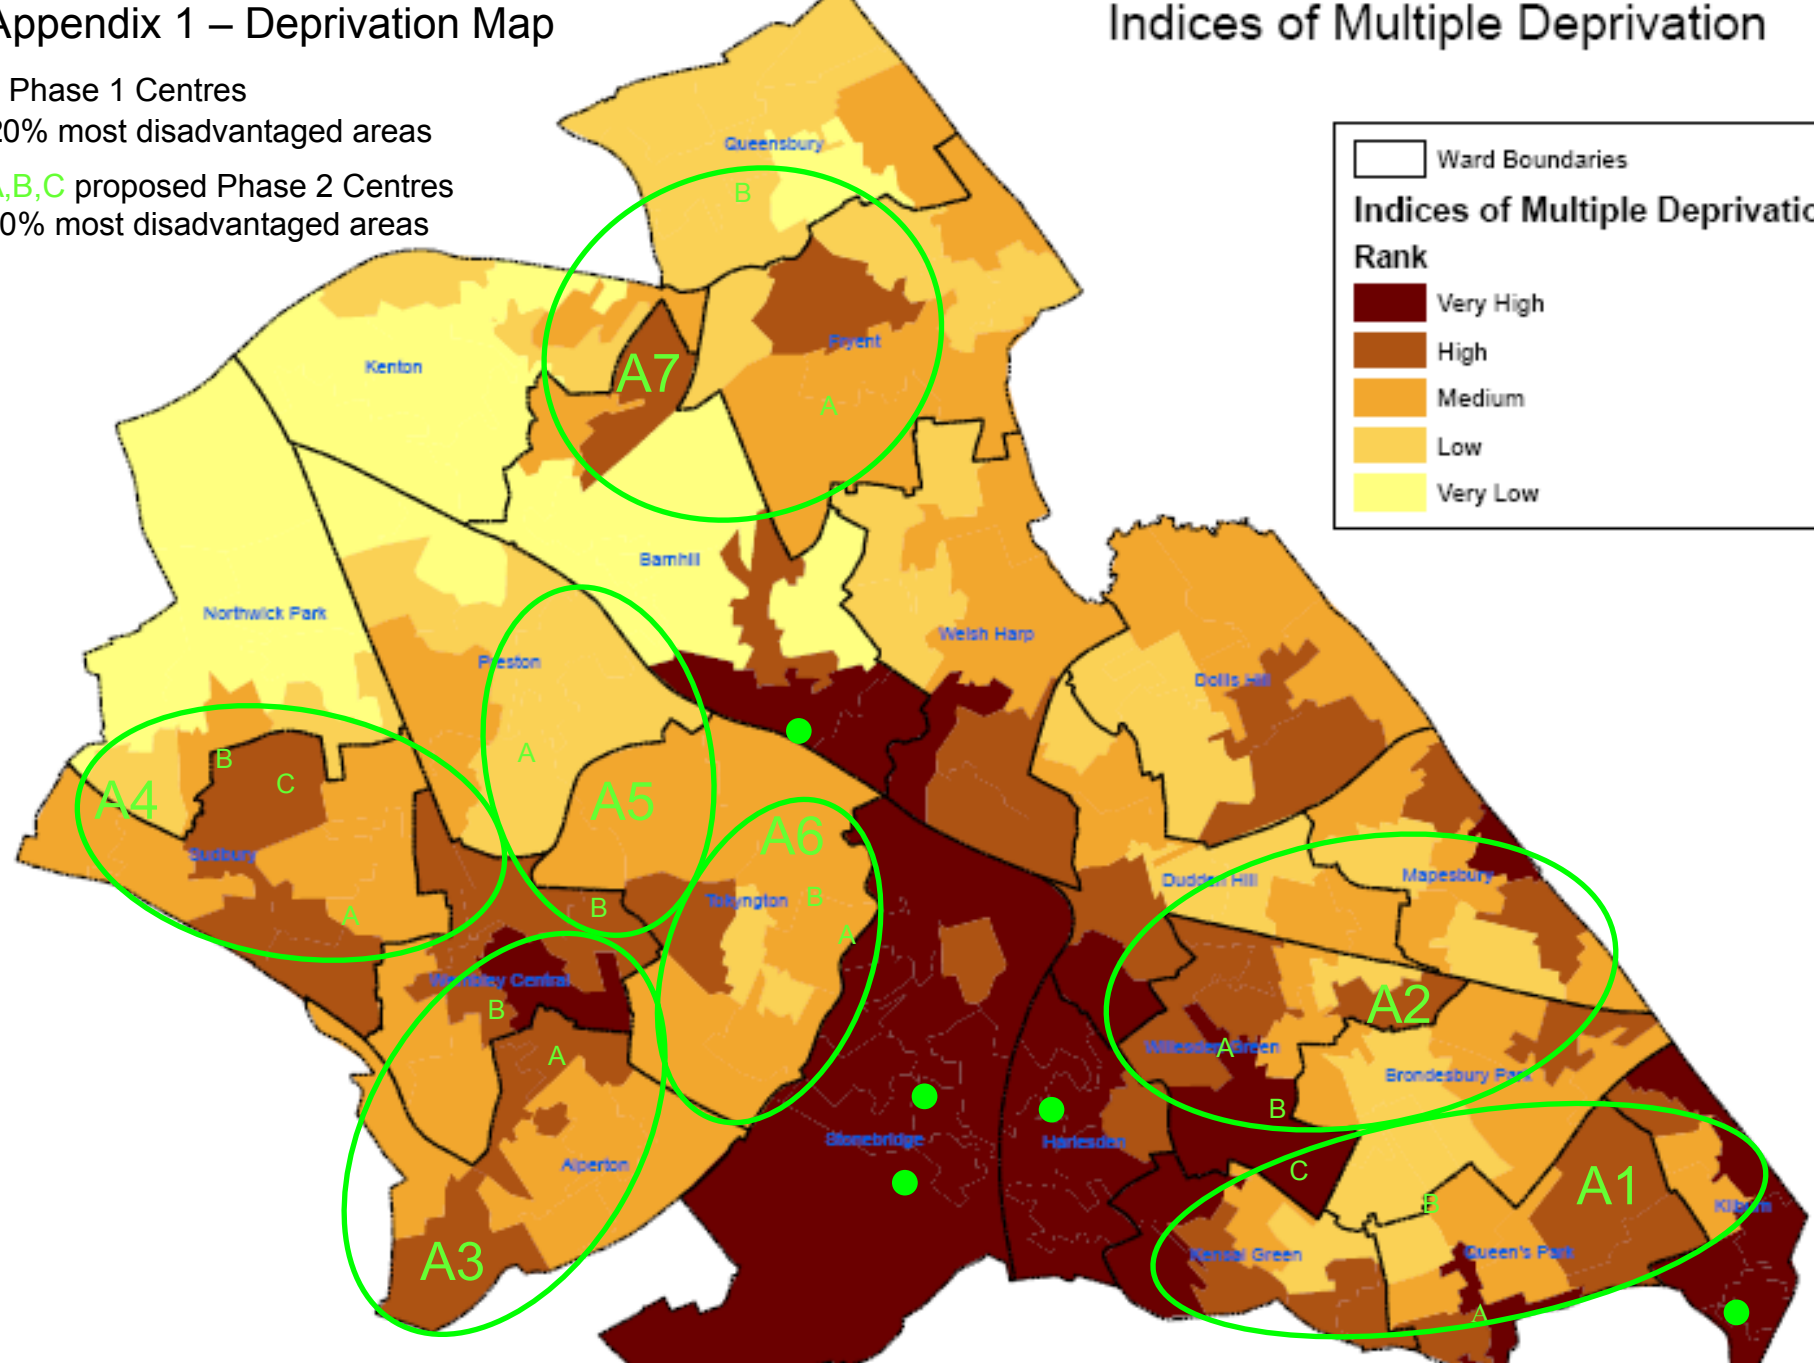 Appendix 1 – Deprivation Map
Indices of Multiple Deprivation
Phase 1 Centres
20% most disadvantaged areas
A,B,C proposed Phase 2 Centres
0% most disadvantaged areas
Ward Boundaries
Indices of Multiple Deprivatio
Rank
Very High
High
Medium
Low
Very Low
Queensbury
B
Fryent
Kenton
A7
A
Barnhill
Northwick Park
Welsh Harp
Preston
Dollis Hill
A
B
C
A4
A5
A6
Sudbury
Dudden Hill
Mapesbury
B
Tokyngton
B
A
A
Wembley Central
B
A2
A
Willesden Green
A
Brondesbury Park
B
Stonebridge
Harlesden
Alperton
C
A1
B
Kilburn
A3
Kensal Green
Queen's Park
A